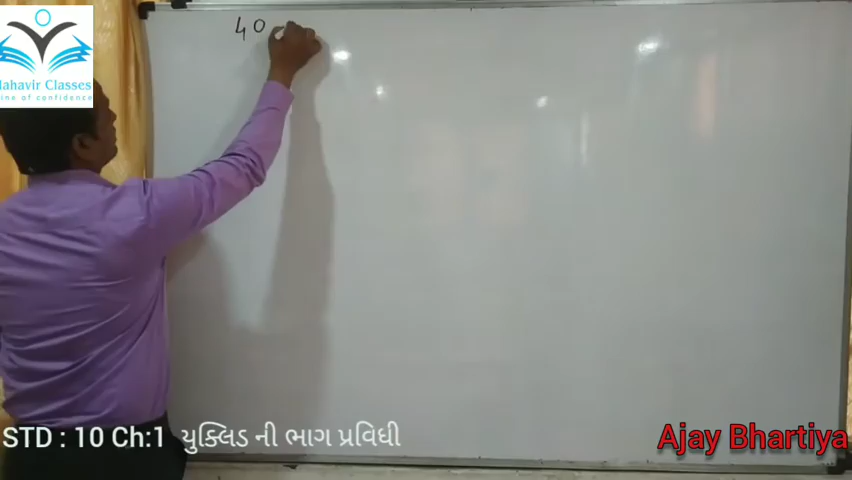 40
Mahavir Classes
line of confidence
STD : 10 Ch:1 યુક્લિડ ની ભાગ પ્રવિધી
Ajay Bhartiya